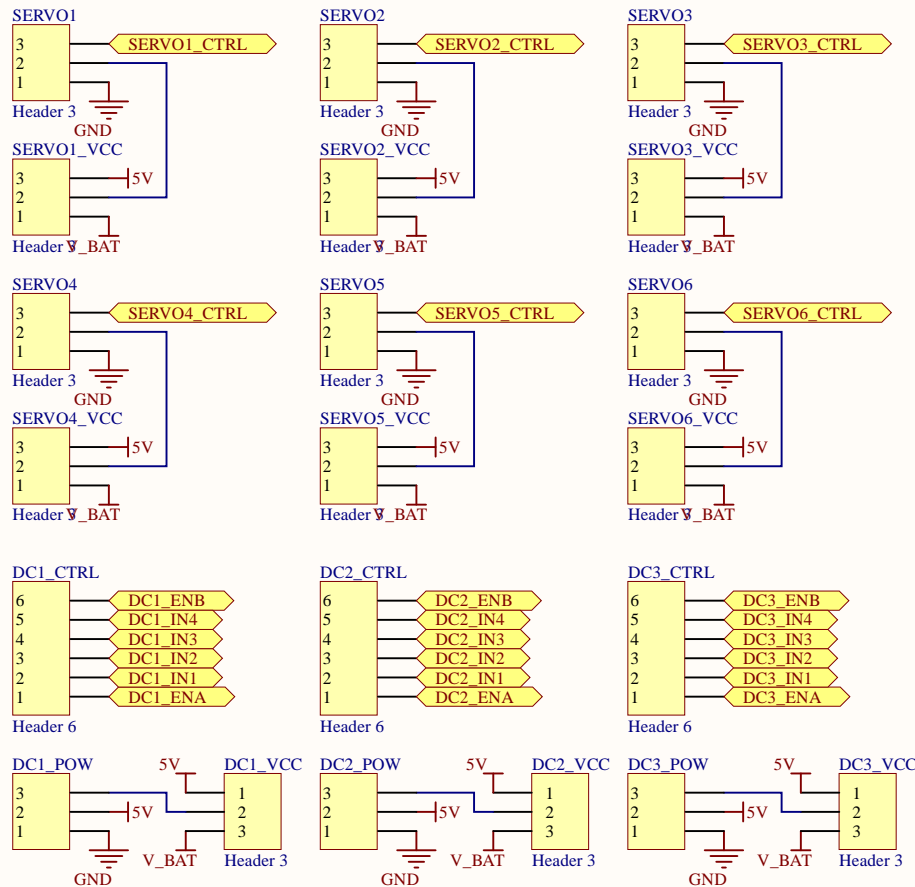 SERVO1 SERVO2 SERVO3
3 SERVO1_CTRL 3 SERVO2_CTRL 3 SERVO3_CTRL
2 2 2
1 1 1
Header 3 Header 3 Header 3
GND GND GND
SERVO1_VCC SERVO2_VCC SERVO3_VCC
3 5V 3 5V 3 5V
2 2 2
1 1 1
Header 3 V_BAT Header 3 V_BAT Header 3 V_BAT
SERVO4 SERVO5 SERVO6
3 SERVO4_CTRL 3 SERVO5_CTRL 3 SERVO6_CTRL
2 2 2
1 1 1
Header 3 Header 3 Header 3
GND GND GND
SERVO4_VCC SERVO5_VCC SERVO6_VCC
3 5V 3 5V 3 5V
2 2 2
1 1 1
Header 3 V_BAT Header 3 V_BAT Header 3 V_BAT
DC1_CTRL DC2_CTRL DC3_CTRL
6 DC1_ENB 6 DC2_ENB 6 DC3_ENB
5 DC1_IN4 5 DC2_IN4 5 DC3_IN4
4 DC1_IN3 4 DC2_IN3 4 DC3_IN3
3 DC1_IN2 3 DC2_IN2 3 DC3_IN2
2 DC1_IN1 2 DC2_IN1 2 DC3_IN1
1 DC1_ENA 1 DC2_ENA 1 DC3_ENA
Header 6 Header 6 Header 6
DC1_POW 5V DC1_VCC DC2_POW 5V DC2_VCC DC3_POW 5V DC3_VCC
3 1 3 1 3 1
2 5V 2 2 5V 2 2 5V 2
1 3 1 3 1 3
V_BAT Header 3 V_BAT Header 3 V_BAT Header 3
GND GND GND